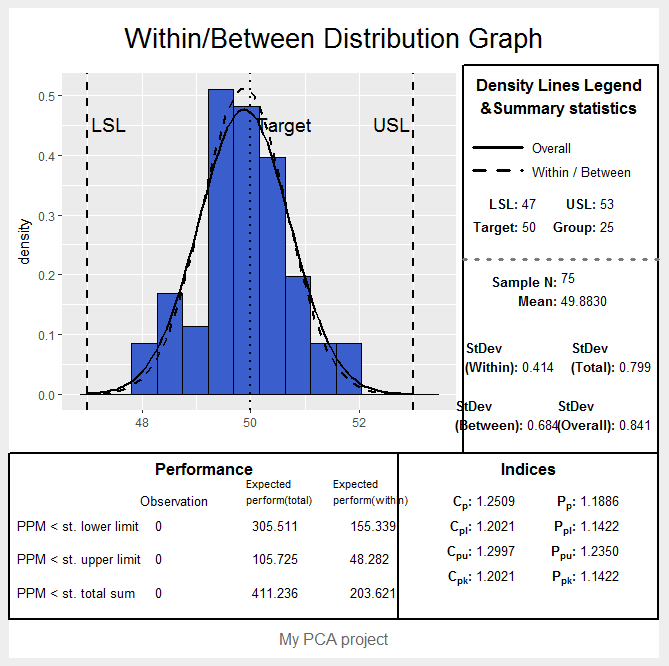 Within/Between Distribution Graph
density
0.5
0.4
0.3
0.2
0.1
0.0
LSL
Target
USL
48
50
52
Density Lines Legend
&Summary statistics
Overall
Within / Between
LSL: 47 USL: 53
Target: 50 Group: 25
Sample N: 75
Mean: 49.8830
StDev StDev
(Within): 0.414 (Total): 0.799
StDev StDev
(Between): 0.684 (Overall): 0.841
Performance
Observation
Expected Expected
perform(total) perform(within)
PPM < st. lower limit 0 305.511 155.339
PPM < st. upper limit 0 105.725 48.282
PPM < st. total sum 0 411.236 203.621
Indices
Cp: 1.2509 Pp: 1.1886
Cpl: 1.2021 Ppl: 1.1422
Cpu: 1.2997 Ppu: 1.2350
Cpk: 1.2021 Ppk: 1.1422
My PCA project